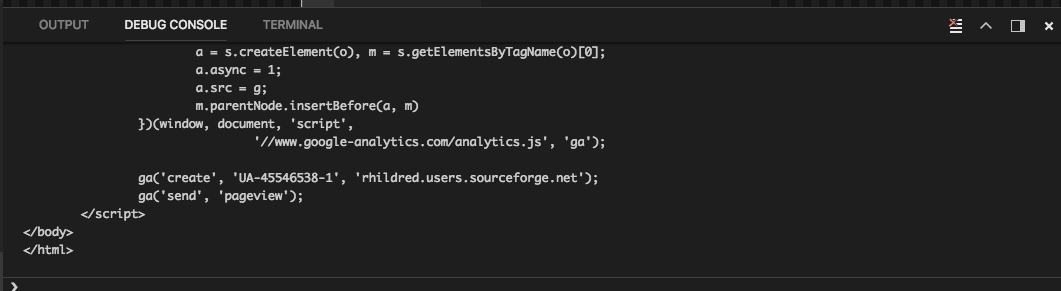 OUTPUT DEBUG CONSOLE TERMINAL
a = s.createElement(o), m = s.getElementsByTagName(o)[0];
a.async = 1;
a.src = g;
m.parentNode.insertBefore(a, m)
})(window, document, 'script',
'//www.google-analytics.com/analytics.js', 'ga');
ga('create', 'UA-45546538-1', 'rhildred.users.sourceforge.net');
ga('send', 'pageview');
</script>
</body>
</html>